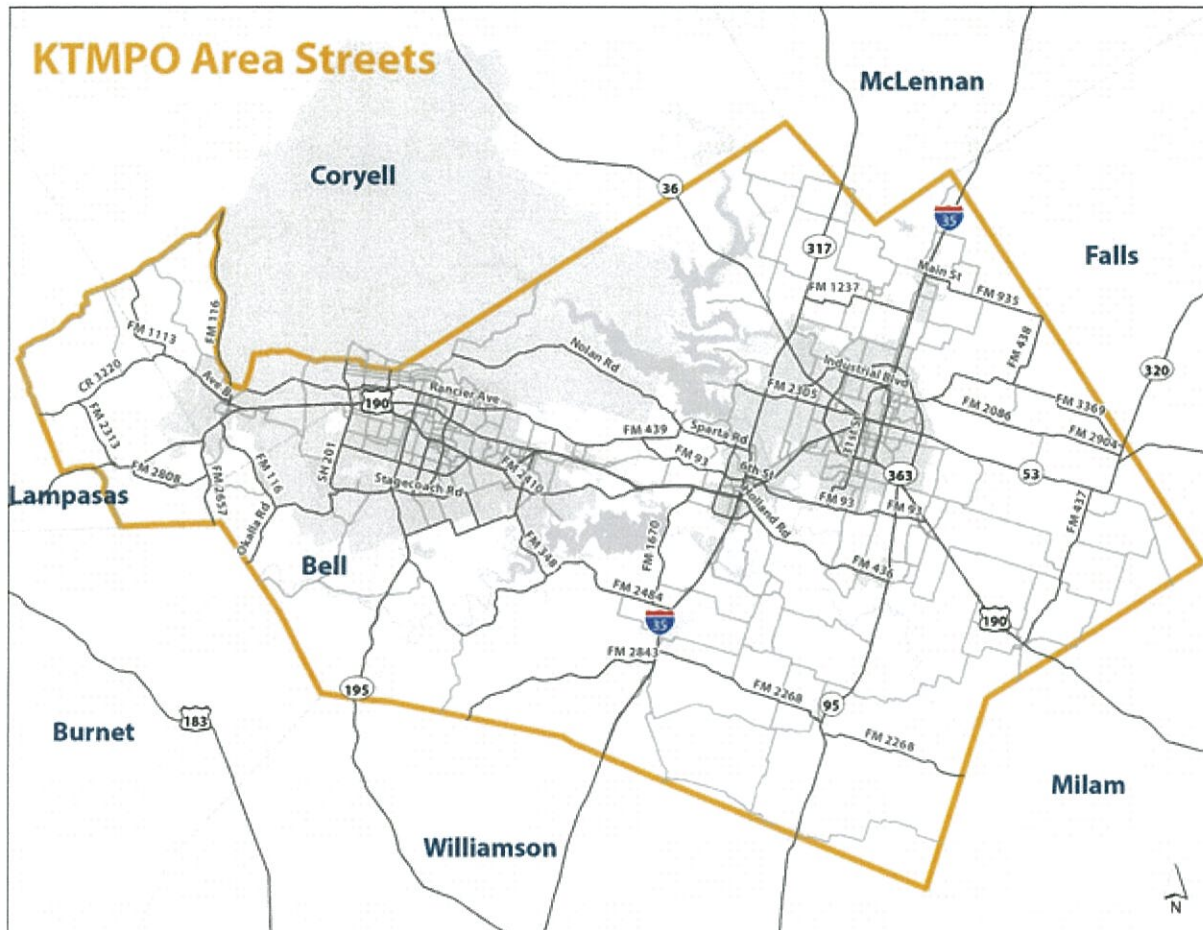 KTMPO Area Streets
McLennan
Coryell
36
35
317
Falls
Main St
FM 935
FM 1237
FM 116
FM 1113
FM 438
Nolan Rd
320
CR 3220
Industrial Blvd
Ave B
FM 2305
FM 3369
190
Rancier Ave
FM 2086
FM 2904
FM 2313
Sparta Rd
31st St
FM 439
SH 201
FM 93
6th St
53
FM 2808
FM 116
FM 2410
363
Stagecoach Rd
Lampasas
FM 2657
Holland Rd
FM 93
FM 93
FM 437
Okalla Rd
FM 1670
FM 348
Bell
FM 436
FM 2484
35
190
FM 2843
195
FM 2268
95
183
Burnet
FM 2268
Milam
Williamson
N